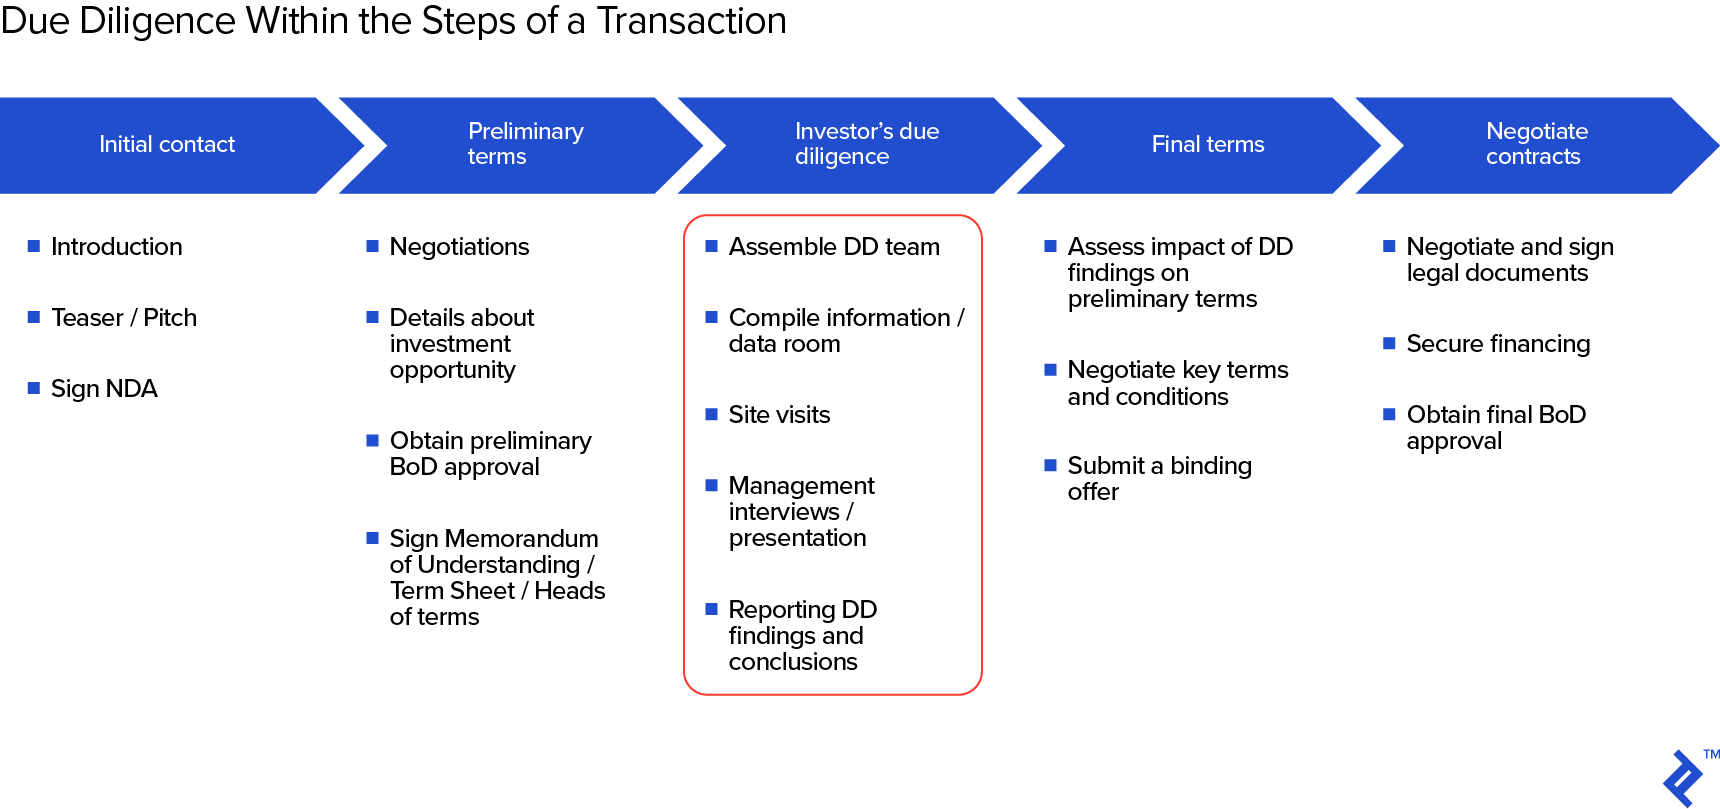 Due Diligence Within the Steps of a Transaction
Initial contact
Preliminary
terms
Investor's due
diligence
Final terms
Negotiate
contracts
Introduction
Teaser / Pitch
Sign NDA
Negotiations
Details about
investment
opportunity
Obtain preliminary
BoD approval
Sign Memorandum
of Understanding /
Term Sheet / Heads
of terms
Assemble DD team
Compile information /
data room
Site visits
Management
interviews /
presentation
Reporting DD
findings and
conclusions
Assess impact of DD
findings on
preliminary terms
Negotiate key terms
and conditions
Submit a binding
offer
Negotiate and sign
legal documents
Secure financing
Obtain final BoD
approval
TM